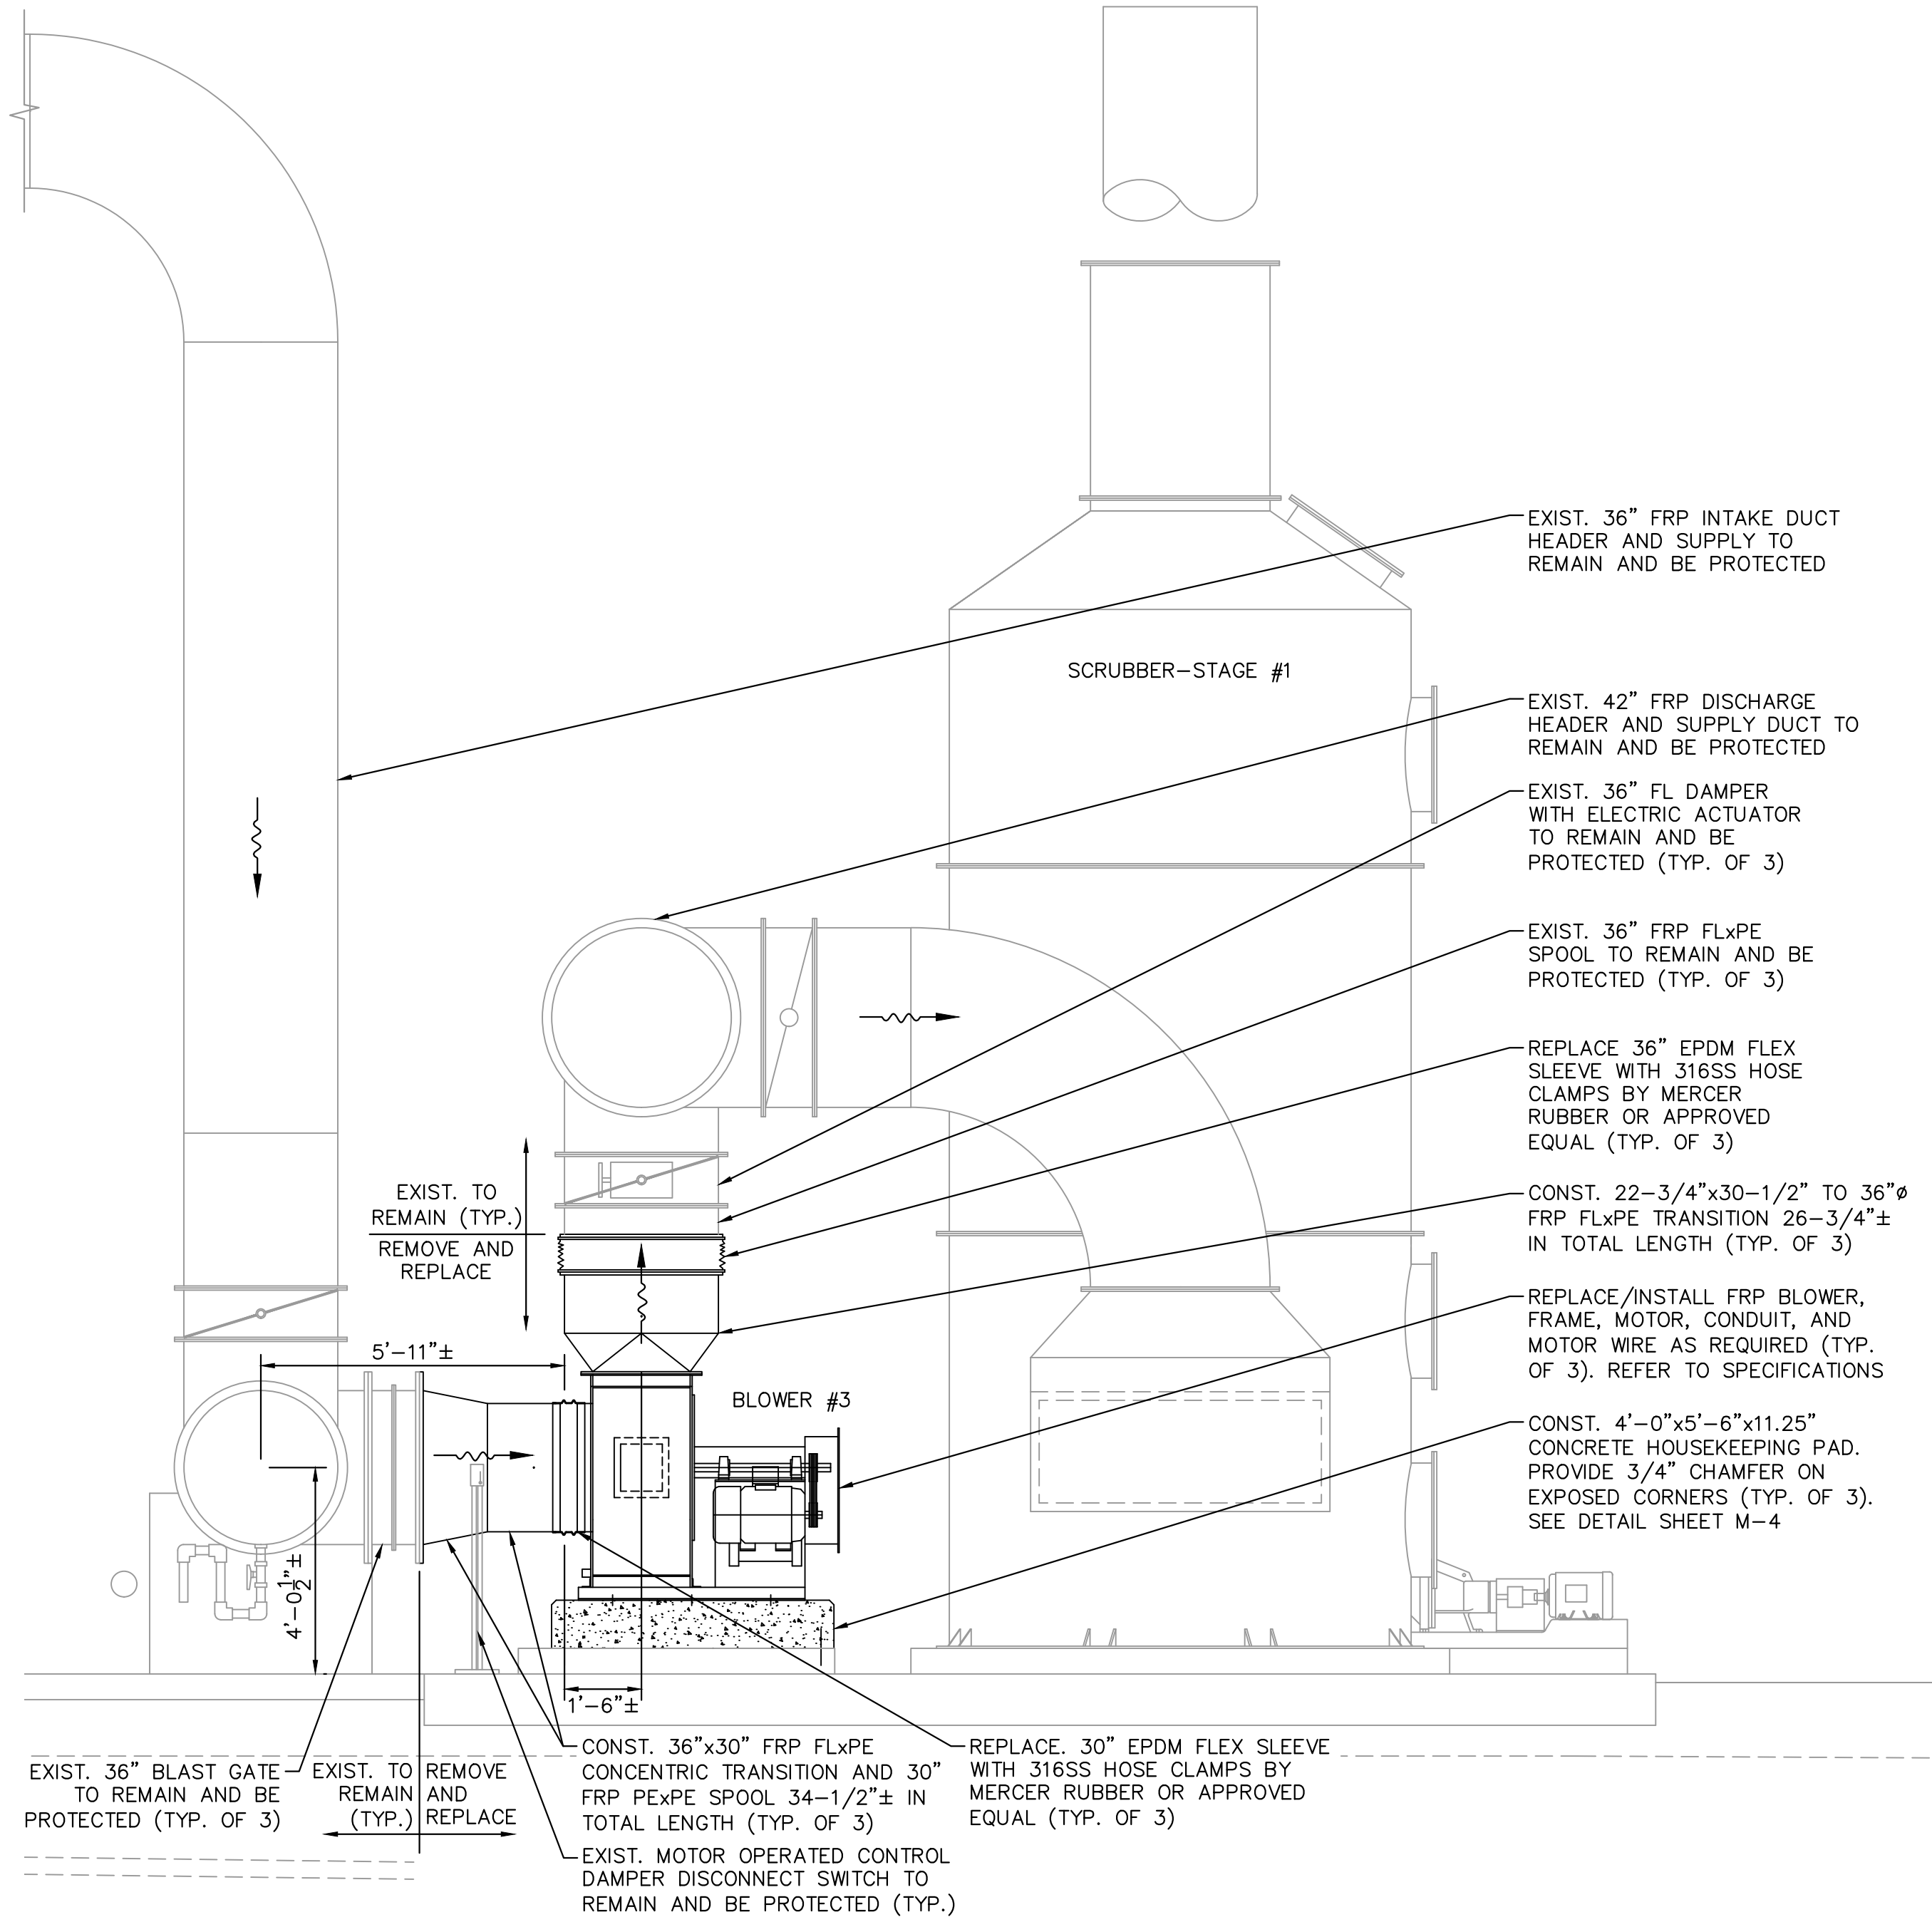 EXIST. 36" FRP INTAKE DUCT
HEADER AND SUPPLY TO
REMAIN AND BE PROTECTED
SCRUBBER-STAGE #1
EXIST. 42" FRP DISCHARGE
HEADER AND SUPPLY DUCT TO
REMAIN AND BE PROTECTED
EXIST. 36" FL DAMPER
WITH ELECTRIC ACTUATOR
TO REMAIN AND BE
PROTECTED (TYP. OF 3)
EXIST. 36" FRP FLxPE
SPOOL TO REMAIN AND BE
PROTECTED (TYP. OF 3)
REPLACE 36" EPDM FLEX
SLEEVE WITH 316SS HOSE
CLAMPS BY MERCER
RUBBER OR APPROVED
EQUAL (TYP. OF 3)
EXIST. TO
REMAIN (TYP.)
REMOVE AND
REPLACE
CONST. 22-3/4"x30-1/2" TO 36"ø
FRP FLxPE TRANSITION 26-3/4"±
IN TOTAL LENGTH (TYP. OF 3)
REPLACE/INSTALL FRP BLOWER,
FRAME, MOTOR, CONDUIT, AND
MOTOR WIRE AS REQUIRED (TYP.
OF 3). REFER TO SPECIFICATIONS
5'-11"±
BLOWER #3
CONST. 4'-0"x5'-6"x11.25"
CONCRETE HOUSEKEEPING PAD.
PROVIDE 3/4" CHAMFER ON
EXPOSED CORNERS (TYP. OF 3).
SEE DETAIL SHEET M-4
4'-0 1/2"±
1'-6"±
EXIST. 36" BLAST GATE
TO REMAIN AND BE
PROTECTED (TYP. OF 3)
EXIST. TO
REMAIN
(TYP.)
REMOVE
AND
REPLACE
CONST. 36"x30" FRP FLxPE
CONCENTRIC TRANSITION AND 30"
FRP PExPE SPOOL 34-1/2"± IN
TOTAL LENGTH (TYP. OF 3)
REPLACE. 30" EPDM FLEX SLEEVE
WITH 316SS HOSE CLAMPS BY
MERCER RUBBER OR APPROVED
EQUAL (TYP. OF 3)
EXIST. MOTOR OPERATED CONTROL
DAMPER DISCONNECT SWITCH TO
REMAIN AND BE PROTECTED (TYP.)